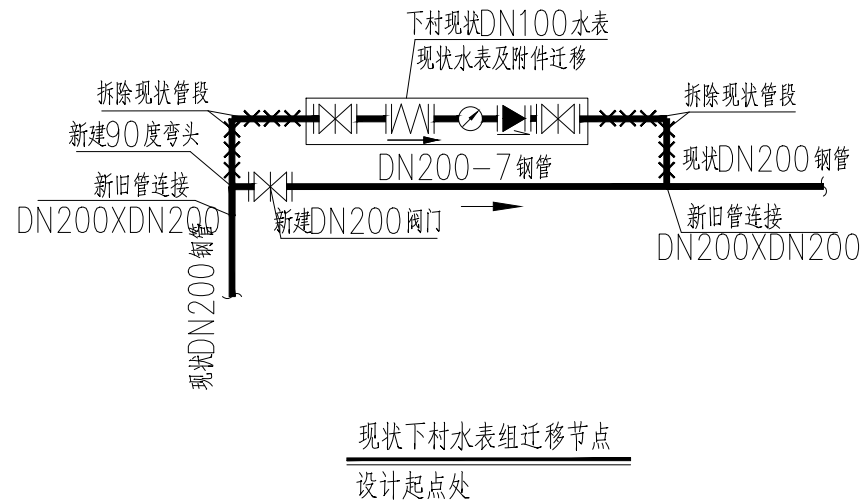 下村现状DN100水表
现状水表及附件迁移
拆除现状管段
拆除现状管段
新建90度弯头
DN200-7钢管
现状DN200钢管
新旧管连接
DN200XDN200
新建DN200阀门
新旧管连接
DN200XDN200
现状DN200钢管
现状下村水表组迁移节点
设计起点处